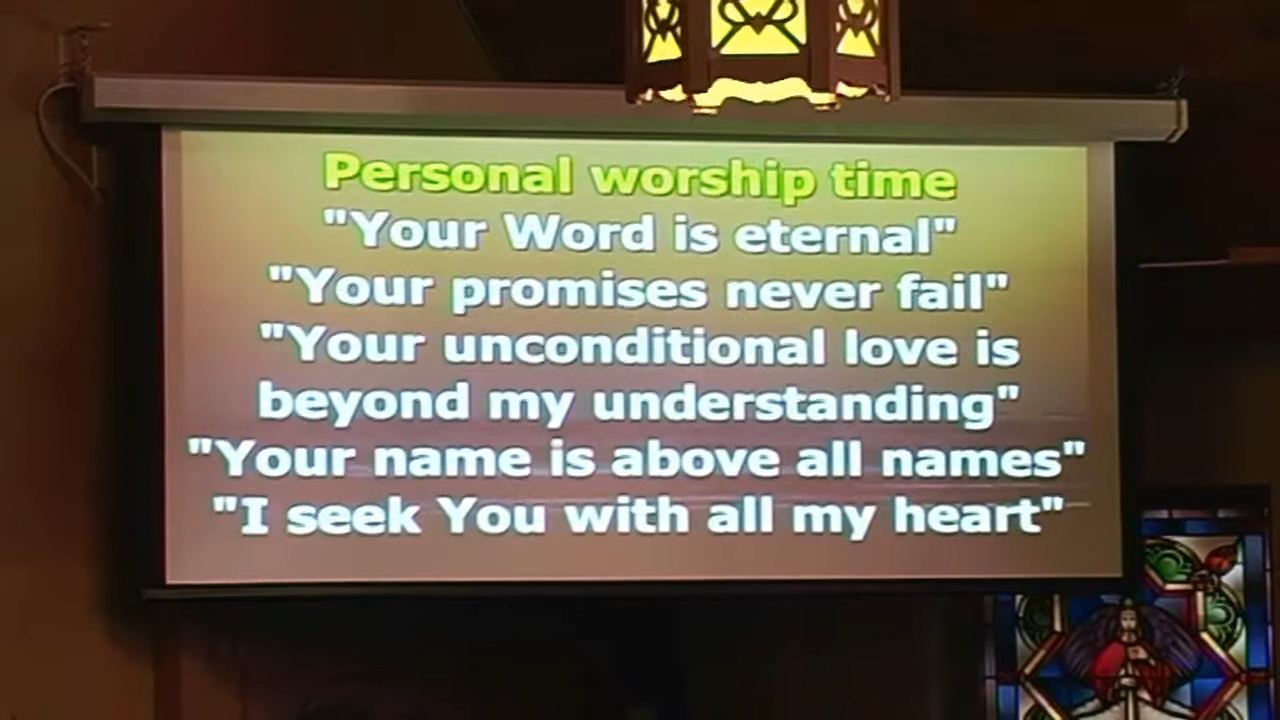 Personal worship time
"Your Word is eternal"
"Your promises never fail"
"Your unconditional love is
beyond my understanding"
"Your name is above all names"
"I seek You with all my heart"